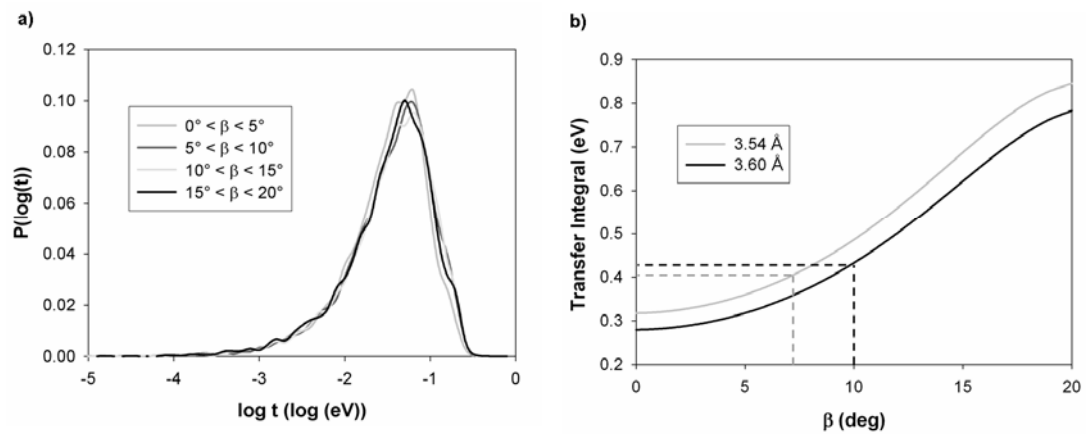 a)
P(log(t))
0.12
0.10
0.08
0.06
0.04
0.02
0.00
0° < β < 5°
5° < β < 10°
10° < β < 15°
15° < β < 20°
-5
-4
-3
-2
-1
0
log t (log (eV))
b)
Transfer Integral (eV)
0.9
0.8
0.7
0.6
0.5
0.4
0.3
0.2
3.54 Å
3.60 Å
0
5
10
15
20
β (deg)